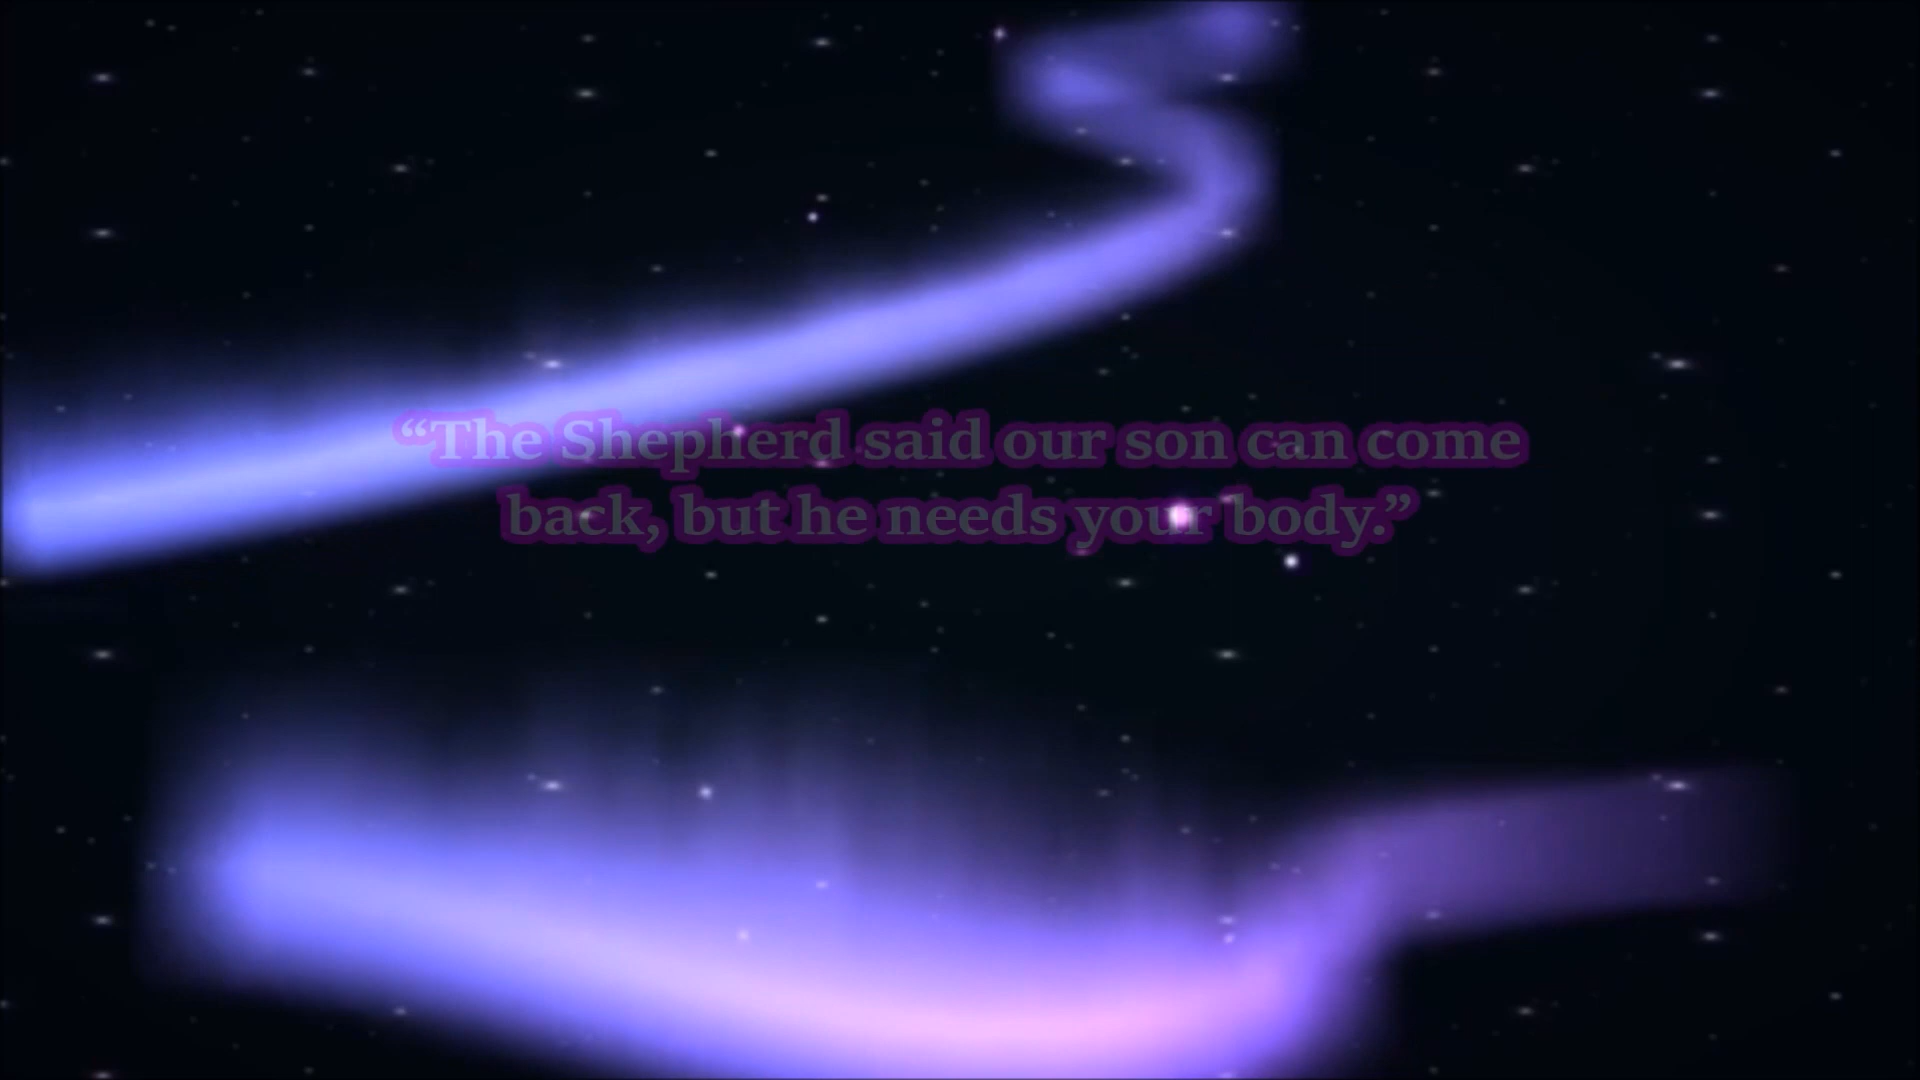 “The Shepherd said our son can come
back, but he needs your body.”